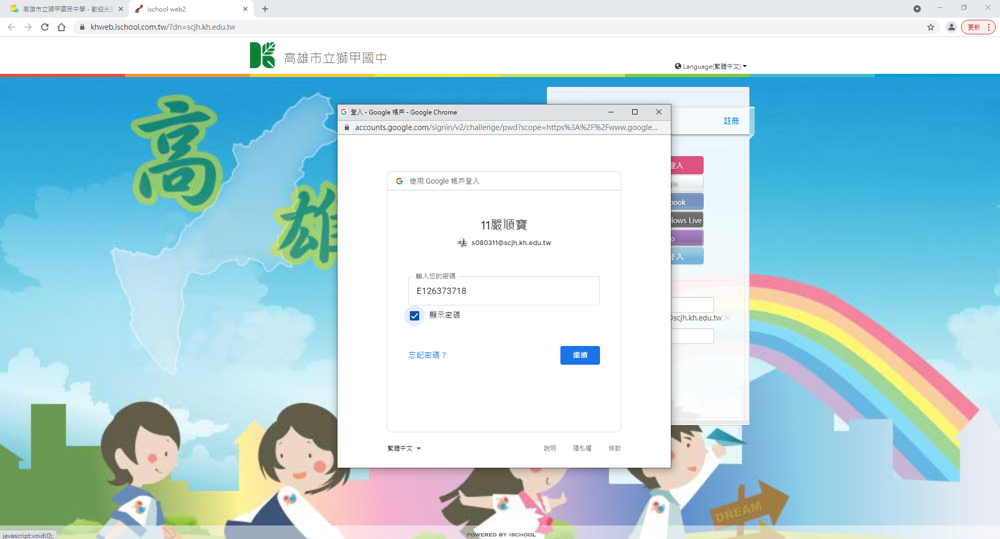 高雄市立獅甲國民中學 - 歡迎光
ischool web2
khweb.ischool.com.tw/?dn=scjh.kh.edu.tw
更新
高雄市立獅甲國中
Language(繁體中文)
高
雄
註冊
登入
gle
book
dows Live
o
登入
@scjh.kh.edu.tw
登入 - Google 帳戶 - Google Chrome
accounts.google.com/signin/v2/challenge/pwd?scope=https%3A%2F%2Fwww.google...
使用 Google 帳戶登入
11嚴順寶
s080311@scjh.kh.edu.tw
輸入您的密碼
E126373718
顯示密碼
忘記密碼？
繼續
繁體中文
說明
隱私權
條款
DREAM
POWERED BY ISCHOOL
javascript:void(0);